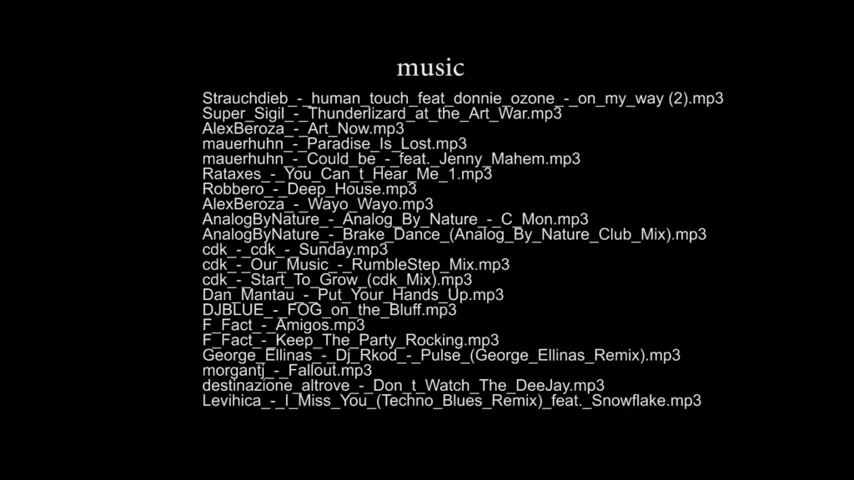 music
Strauchdieb_-_human_touch_feat_donnie_ozone_-_on_my_way (2).mp3
Super_Sigil_-_Thunderlizard_at_the_Art_War.mp3
AlexBeroza_-_Art_Now.mp3
mauerhuhn_-_Paradise_Is_Lost.mp3
mauerhuhn_-_Could_be_-_feat._Jenny_Mahem.mp3
Rataxes_-_You_Can_t_Hear_Me_1.mp3
Robbero_-_Deep_House.mp3
AlexBeroza_-_Wayo_Wayo.mp3
AnalogByNature_-_Analog_By_Nature_-_C_Mon.mp3
AnalogByNature_-_Brake_Dance_(Analog_By_Nature_Club_Mix).mp3
cdk_-_cdk_-_Sunday.mp3
cdk_-_Our_Music_-_RumbleStep_Mix.mp3
cdk_-_Start_To_Grow_(cdk_Mix).mp3
Dan_Mantau_-_Put_Your_Hands_Up.mp3
DJBLUE_-_FOG_on_the_Bluff.mp3
F_Fact_-_Amigos.mp3
F_Fact_-_Keep_The_Party_Rocking.mp3
George_Ellinas_-_Dj_Rkod_-_Pulse_(George_Ellinas_Remix).mp3
morgantj_-_Fallout.mp3
destinazione_altrove_-_Don_t_Watch_The_DeeJay.mp3
Levihica_-_I_Miss_You_(Techno_Blues_Remix)_feat._Snowflake.mp3